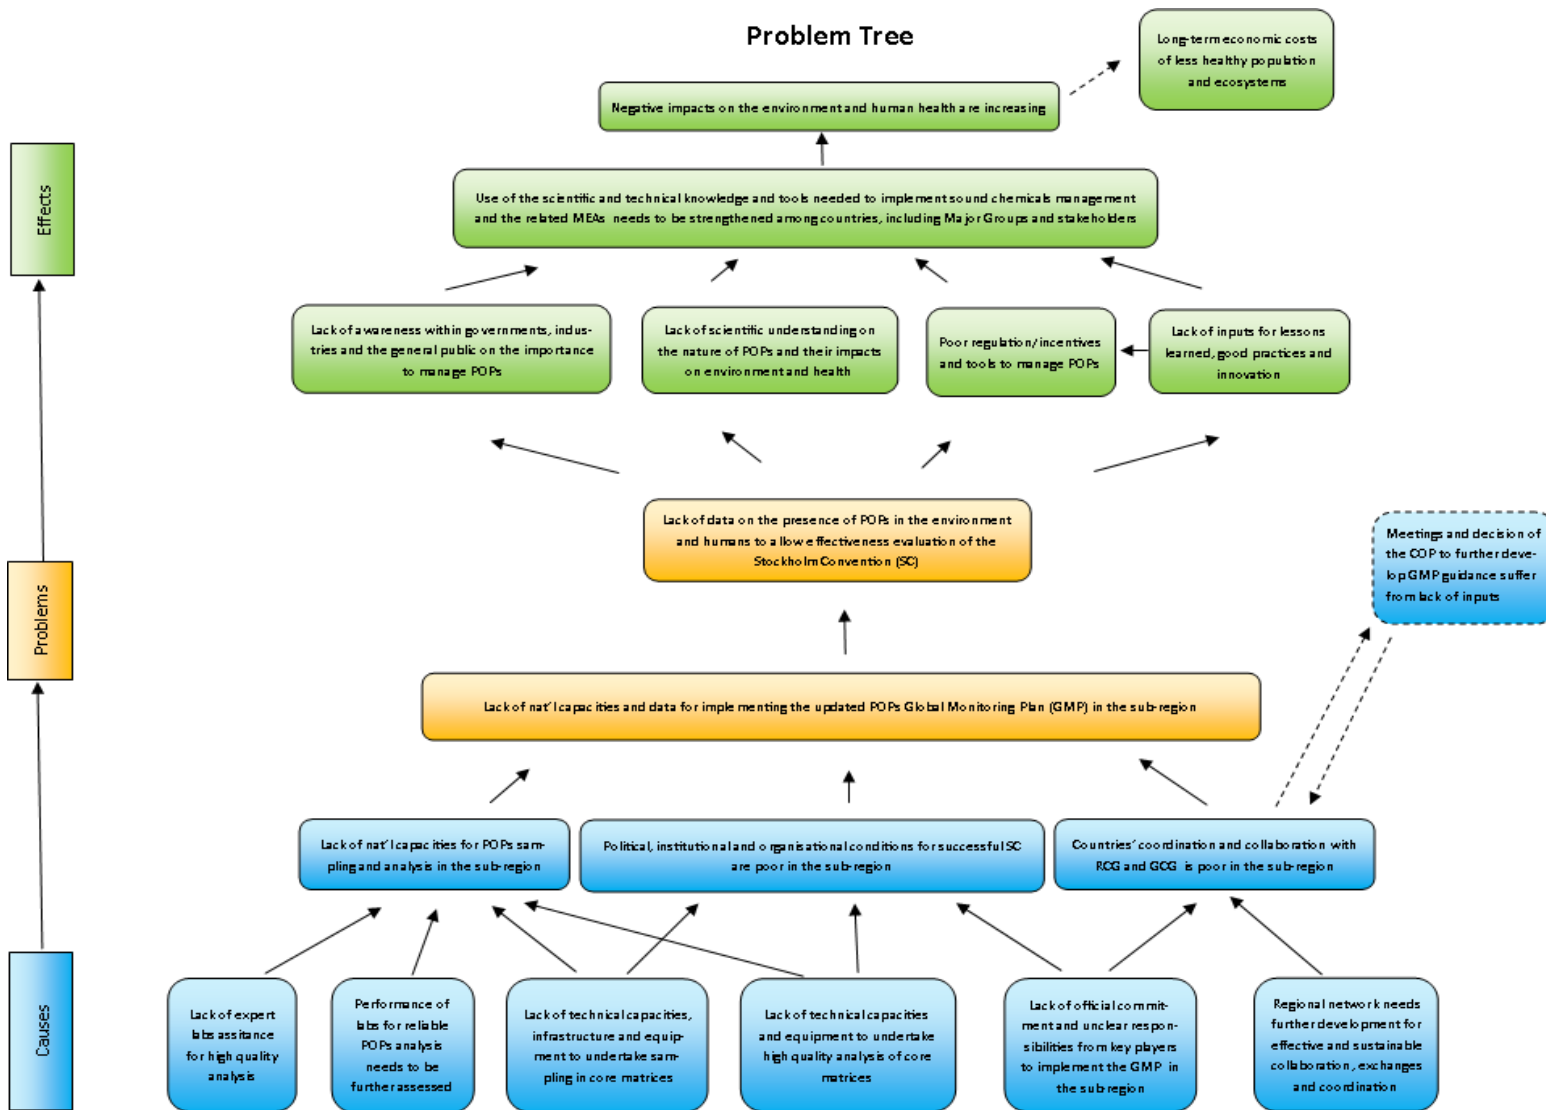 Problem Tree
Long-term economic costs
of less healthy population
and ecosystems
Negative impacts on the environment and human health are increasing
Effects
Use of the scientific and technical knowledge and tools needed to implement sound chemicals management
and the related MEAs needs to be strengthened among countries, including Major Groups and stakeholders
Lack of awareness within governments, indus-
tries and the general public on the importance
to manage POPs
Lack of scientific understanding on
the nature of POPs and their impacts
on environment and health
Poor regulation/incentives
and tools to manage POPs
Lack of inputs for lessons
learned, good practices and
innovation
Problems
Lack of data on the presence of POPs in the environment
and humans to allow effectiveness evaluation of the
Stockholm Convention (SC)
Meetings and decision of
the COP to further deve-
lop GMP guidance suffer
from lack of inputs
Lack of nat'l capacities and data for implementing the updated POPs Global Monitoring Plan (GMP) in the sub-region
Lack of nat'l capacities for POPs sam-
pling and analysis in the sub-region
Political, institutional and organisational conditions for successful SC
are poor in the sub-region
Countries' coordination and collaboration with
RCG and GCG is poor in the sub-region
Causes
Lack of expert
labs assitance
for high quality
analysis
Performance of
labs for reliable
POPs analysis
needs to be
further assessed
Lack of technical capacities,
infrastructure and equip-
ment to undertake sam-
pling in core matrices
Lack of technical capacities
and equipment to undertake
high quality analysis of core
matrices
Lack of official commit-
ment and unclear respon-
sibilities from key players
to implement the GMP in
the sub-region
Regional network needs
further development for
effective and sustainable
collaboration, exchanges
and coordination